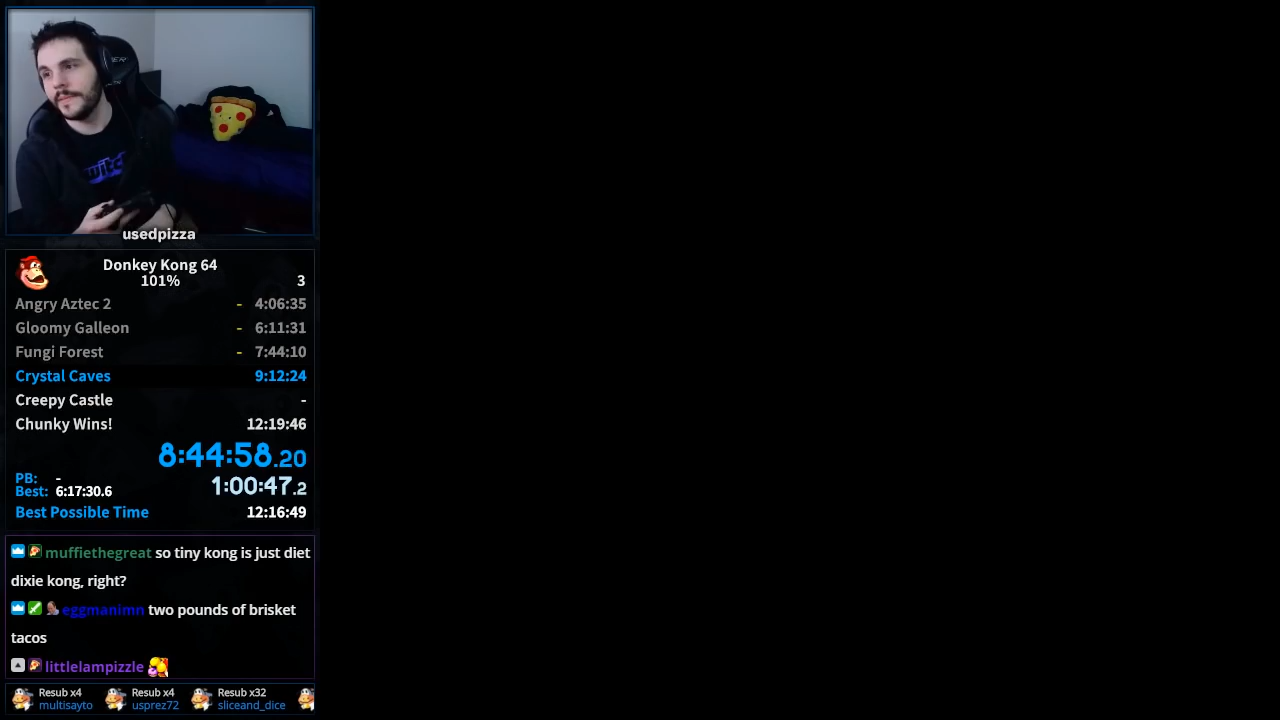 usedpizza
Donkey Kong 64
101% 3
Angry Aztec 2 - 4:06:35
Gloomy Galleon - 6:11:31
Fungi Forest - 7:44:10
Crystal Caves 9:12:24
Creepy Castle -
Chunky Wins! 12:19:46
8:44:58.20
PB: -
Best: 6:17:30.6
1:00:47.2
Best Possible Time 12:16:49
muffiethegreat so tiny kong is just diet
dixie kong, right?
eggmanimn two pounds of brisket
tacos
littlelampizzle
Resub x4 Resub x4 Resub x32
multisayto usprez72 sliceand_dice